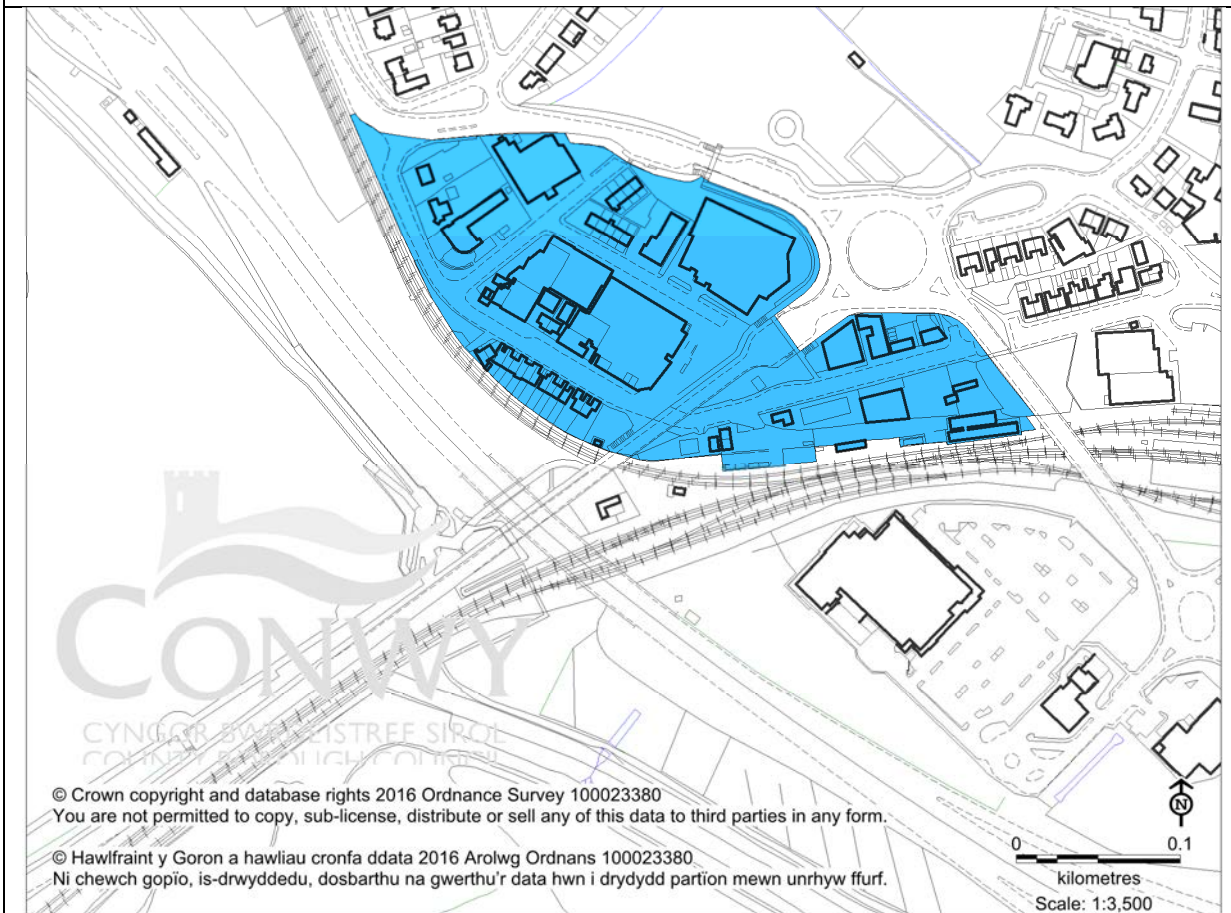 CONWY
CYNGOR BWRDEISTREF SIROL
COUNTY BOROUGH COUNCIL
© Crown copyright and database rights 2016 Ordnance Survey 100023380
You are not permitted to copy, sub-license, distribute or sell any of this data to third parties in any form.
© Hawlfraint y Goron a hawliau cronfa ddata 2016 Arolwg Ordnans 100023380
Ni chewch gopïo, is-drwyddedu, dosbarthu na gwerthu'r data hwn i drydydd partïon mewn unrhyw ffurf.
N
0 0.1
kilometres
Scale: 1:3,500